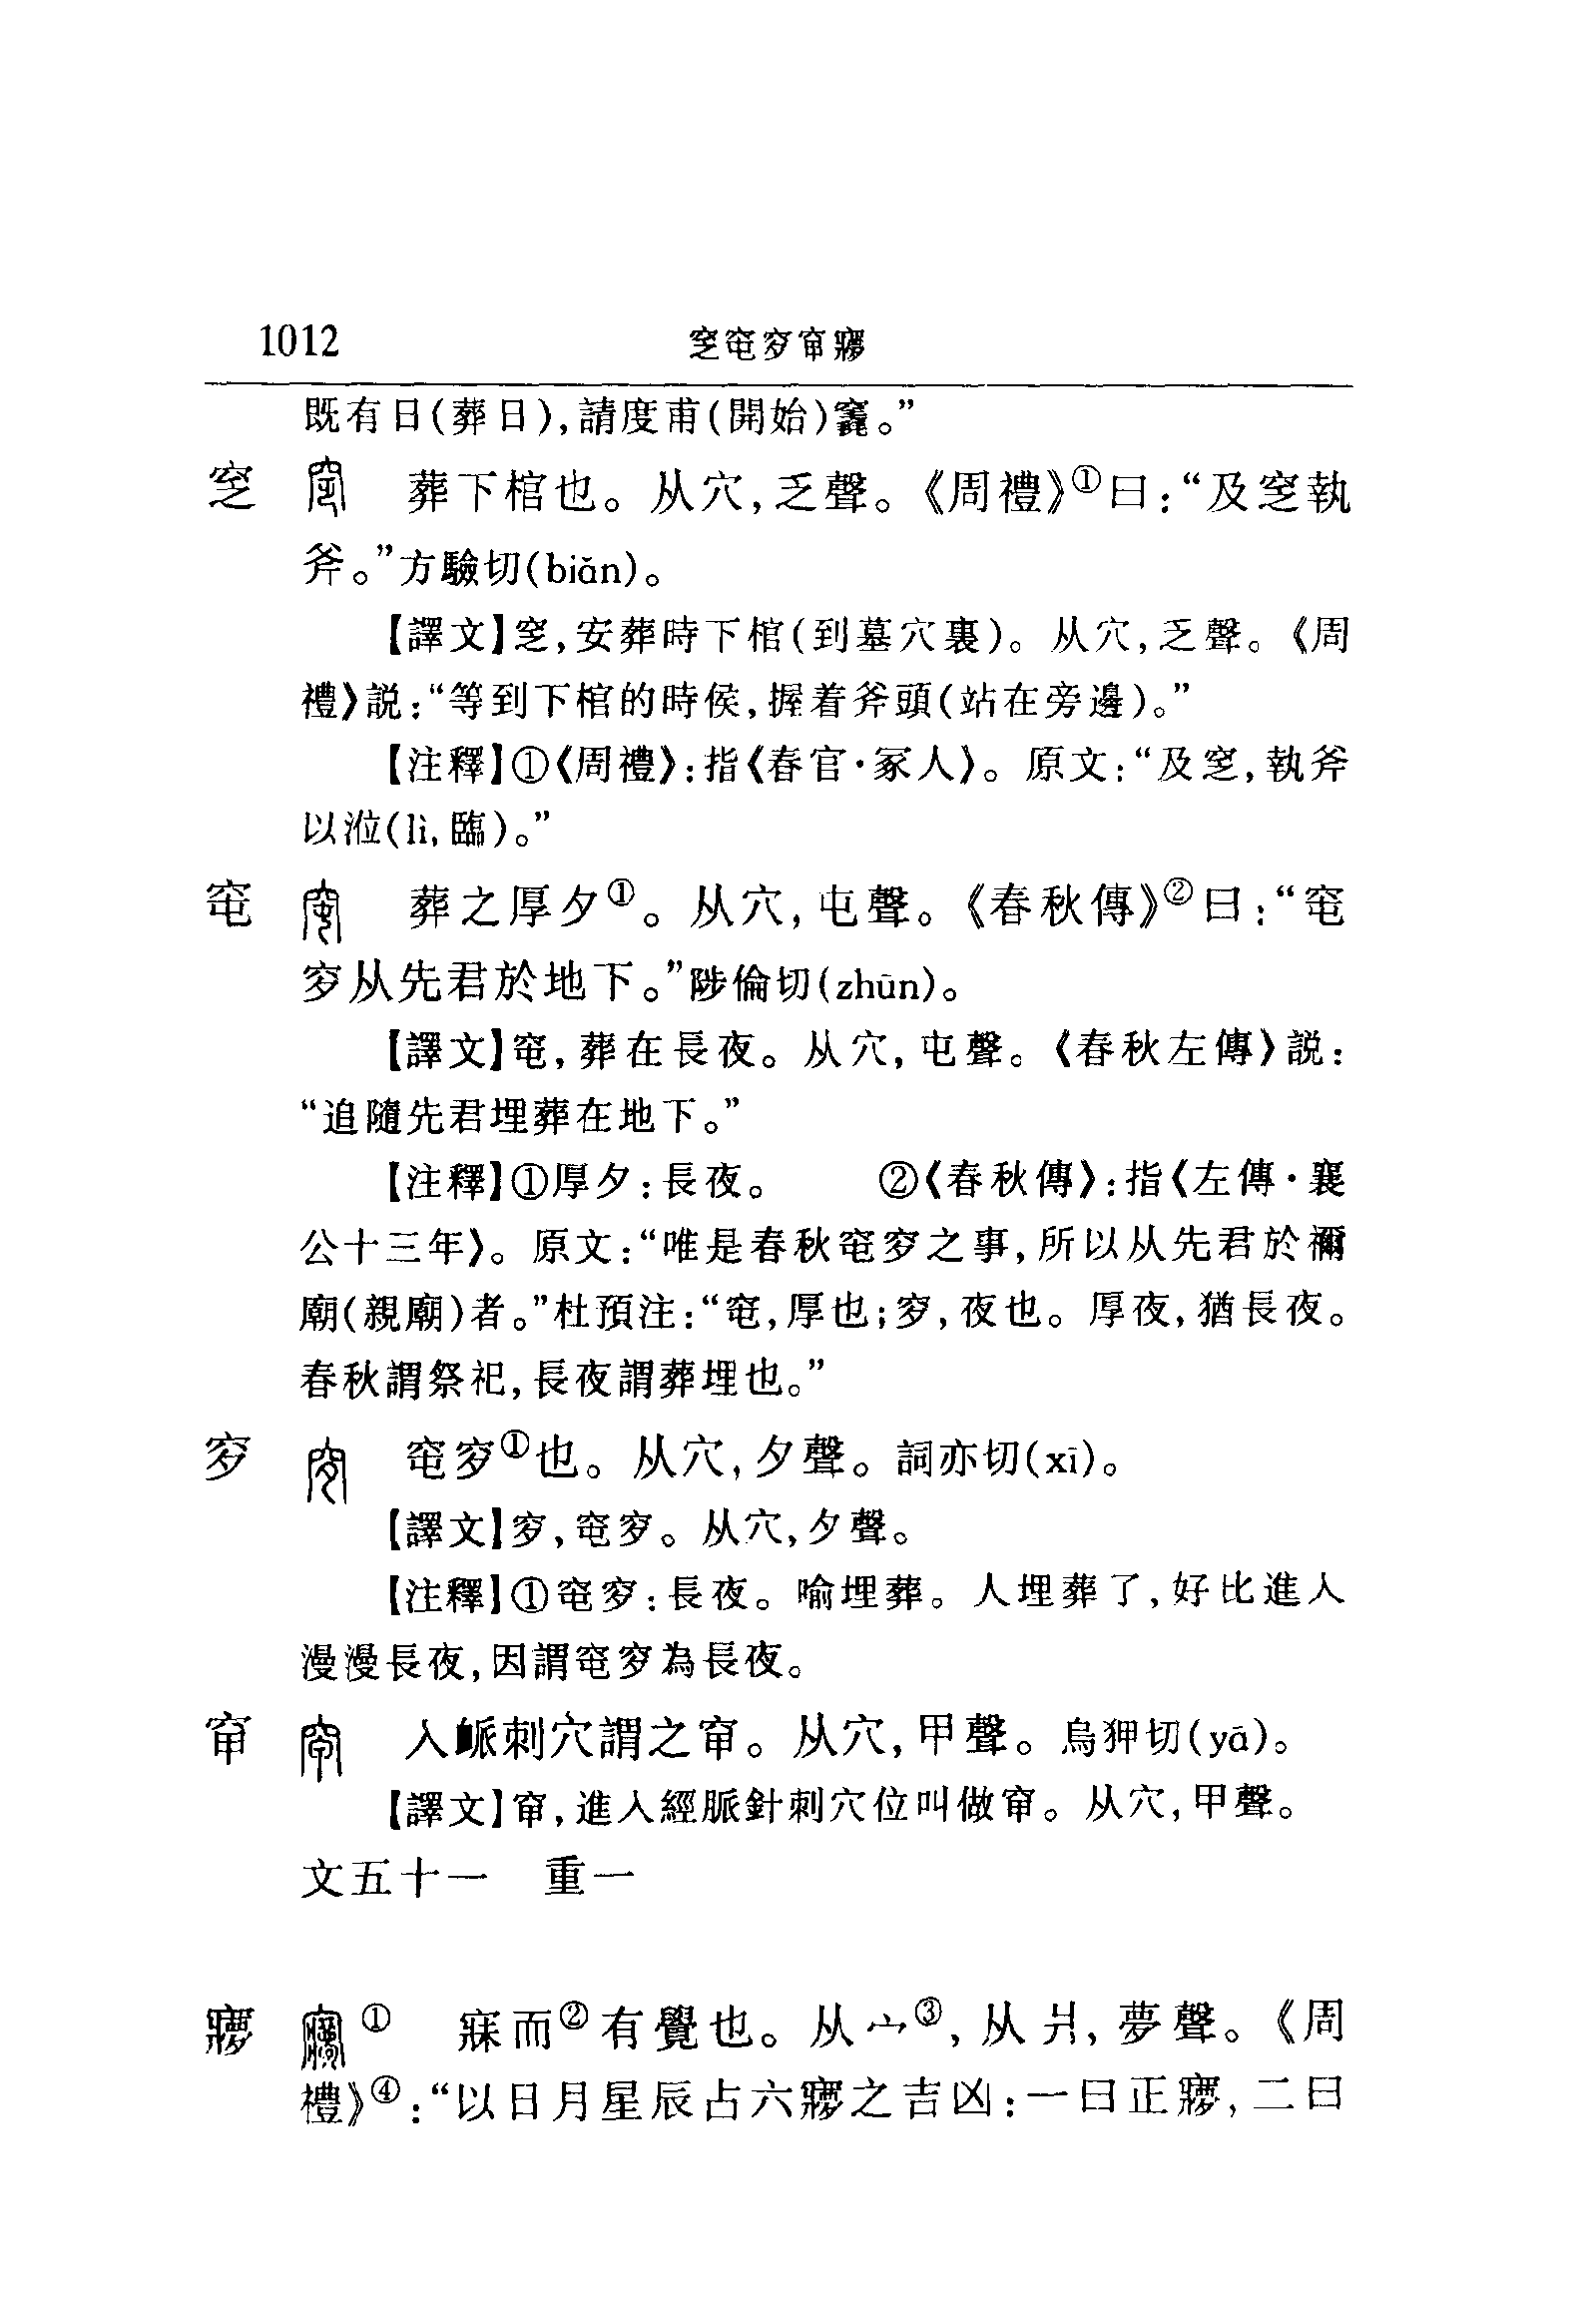 1012 窆窀穸窞㝱
既有日(葬日),請度甫(開始)竁。”
窆 葬下棺也。从穴,乏聲。《周禮》①曰:“及窆執
斧。”方驗切(biǎn)。
【譯文】窆,安葬時下棺(到墓穴裏)。从穴,乏聲。《周
禮》説:“等到下棺的時侯,握着斧頭(站在旁邊)。”
【注釋】①《周禮》:指《春官·冢人》。原文:“及窆,執斧
以涖(lì,臨)。”
窀 葬之厚夕①。从穴,屯聲。《春秋傳》②曰:“窀
穸从先君於地下。”陟倫切(zhūn)。
【譯文】窀,葬在長夜。从穴,屯聲。《春秋左傳》説:
“追隨先君埋葬在地下。”
【注釋】①厚夕:長夜。 ②《春秋傳》:指《左傳·襄
公十三年》。原文:“唯是春秋窀穸之事,所以从先君於禰
廟(親廟)者。”杜預注:“窀,厚也;穸,夜也。厚夜,猶長夜。
春秋謂祭祀,長夜謂葬埋也。”
穸 窀穸①也。从穴,夕聲。詞亦切(xī)。
【譯文】穸,窀穸。从穴,夕聲。
【注釋】①窀穸:長夜。喻埋葬。人埋葬了,好比進入
漫漫長夜,因謂窀穸為長夜。
䆘 入䘑刺穴謂之䆘。从穴,甲聲。烏狎切(yā)。
【譯文】䆘,進入經脈針刺穴位叫做䆘。从穴,甲聲。
文五十一 重一
㝱 ① 寐而②有覺也。从宀③,从爿,夢聲。《周
禮》④:“以日月星辰占六㝱之吉凶:一曰正㝱,二曰